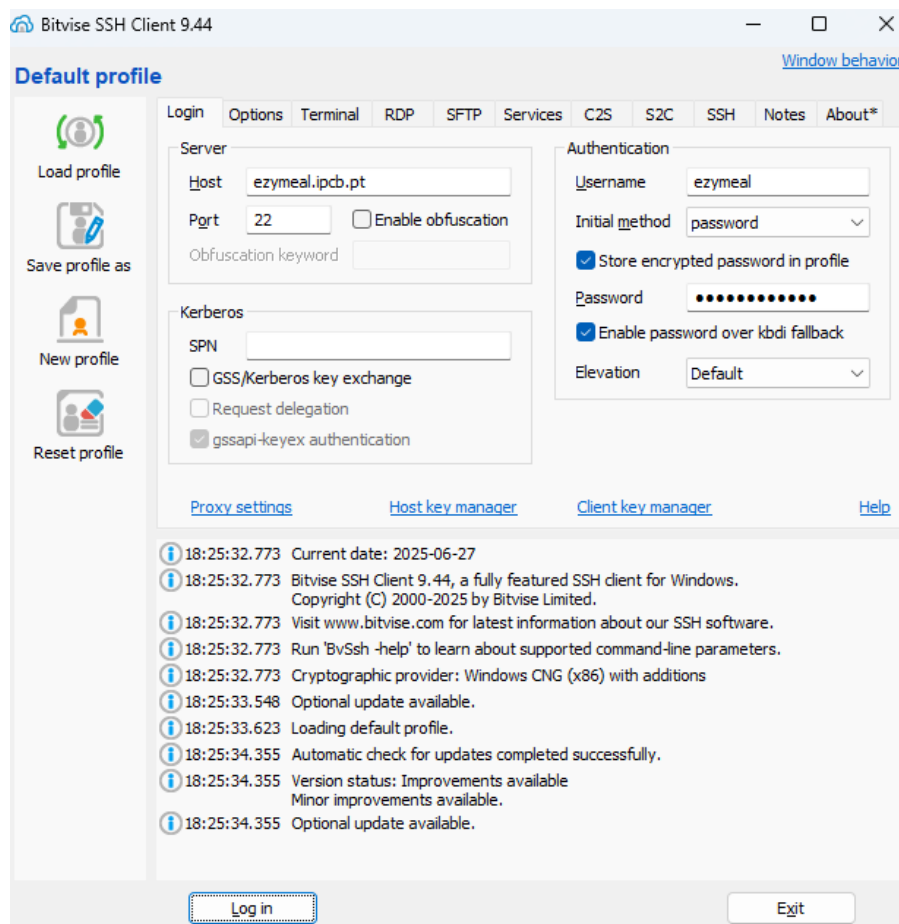 Bitvise SSH Client 9.44
Window behavior
Default profile
Load profile
Save profile as
New profile
Reset profile
Login Options Terminal RDP SFTP Services C2S S2C SSH Notes About*
Server
Host ezymeal.ipcb.pt
Port 22 Enable obfuscation
Obfuscation keyword
Kerberos
SPN
GSS/Kerberos key exchange
Request delegation
gssapi-keyex authentication
Authentication
Username ezymeal
Initial method password
Store encrypted password in profile
Password ●●●●●●●●●●●●
Enable password over kbdi fallback
Elevation Default
Proxy settings Host key manager Client key manager Help
18:25:32.773 Current date: 2025-06-27
18:25:32.773 Bitvise SSH Client 9.44, a fully featured SSH client for Windows.
Copyright (C) 2000-2025 by Bitvise Limited.
18:25:32.773 Visit www.bitvise.com for latest information about our SSH software.
18:25:32.773 Run 'BvSsh -help' to learn about supported command-line parameters.
18:25:32.773 Cryptographic provider: Windows CNG (x86) with additions
18:25:33.548 Optional update available.
18:25:33.623 Loading default profile.
18:25:34.355 Automatic check for updates completed successfully.
18:25:34.355 Version status: Improvements available
Minor improvements available.
18:25:34.355 Optional update available.
Log in Exit